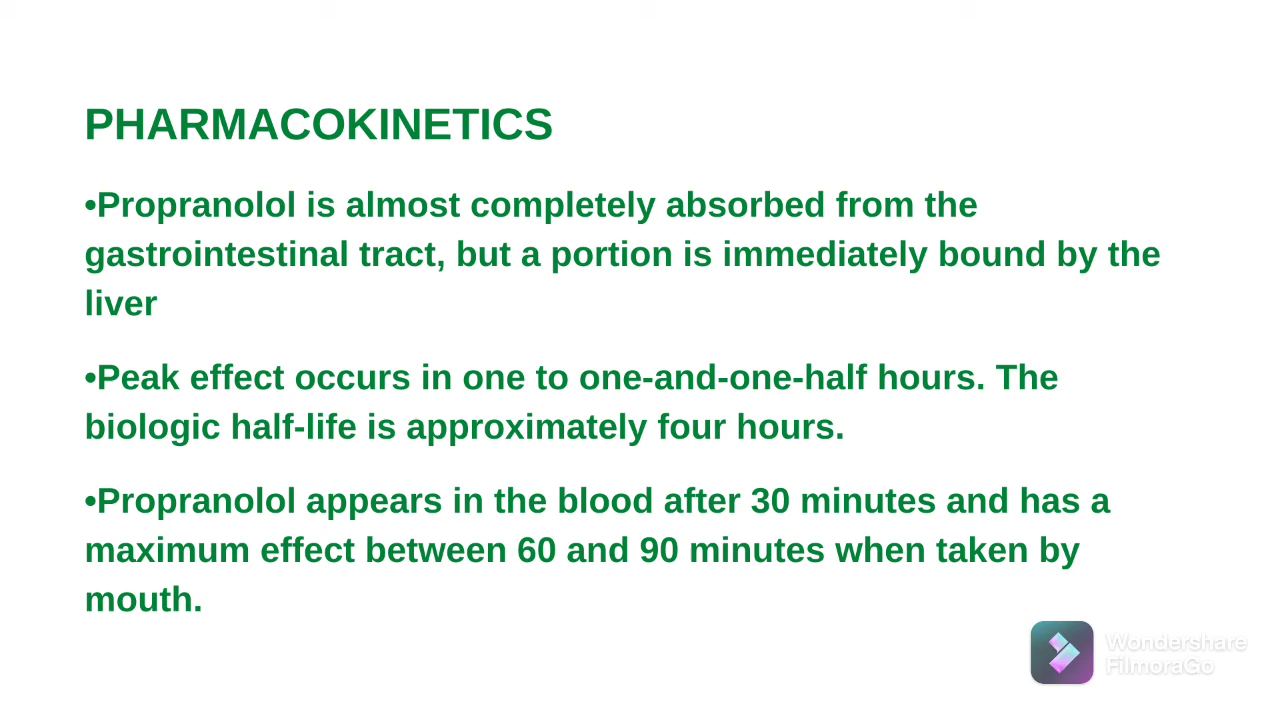 PHARMACOKINETICS
•Propranolol is almost completely absorbed from the
gastrointestinal tract, but a portion is immediately bound by the
liver
•Peak effect occurs in one to one-and-one-half hours. The
biologic half-life is approximately four hours.
•Propranolol appears in the blood after 30 minutes and has a
maximum effect between 60 and 90 minutes when taken by
mouth.
Wondershare
FilmoraGo